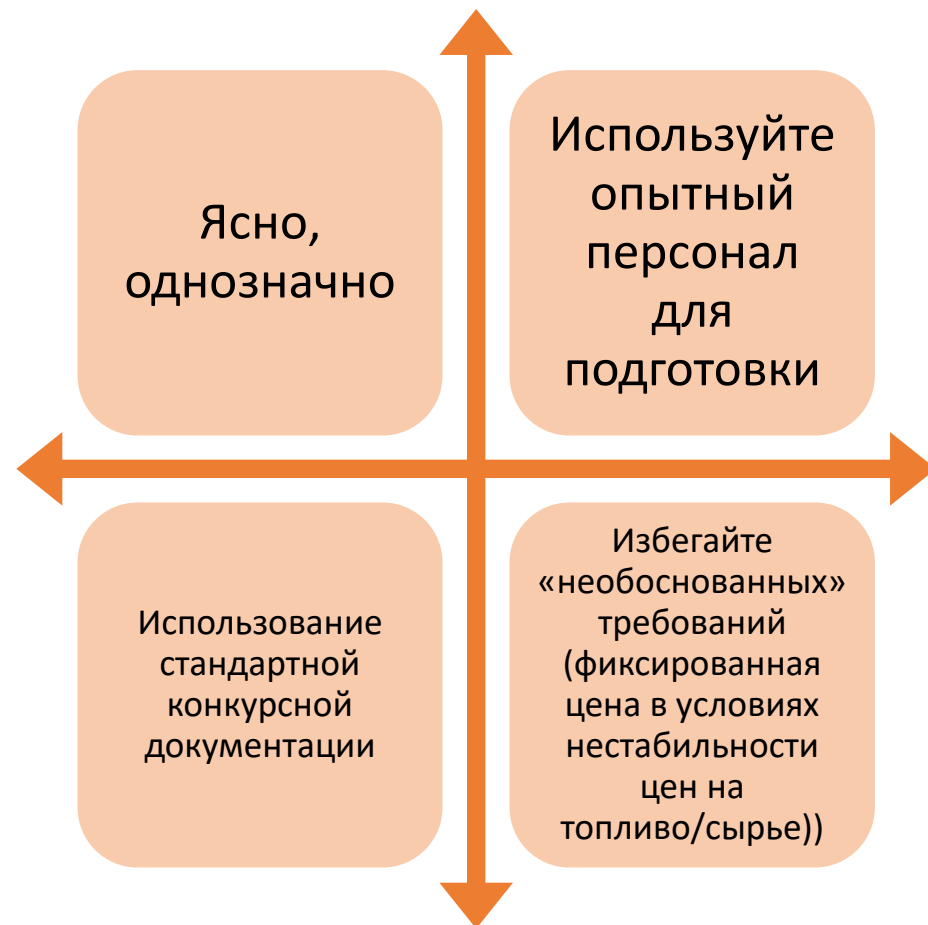 Ясно,
однозначно
Используйте
опытный
персонал
для
подготовки
Использование
стандартной
конкурсной
документации
Избегайте
«необоснованных»
требований
(фиксированная
цена в условиях
нестабильности
цен на
топливо/сырье))